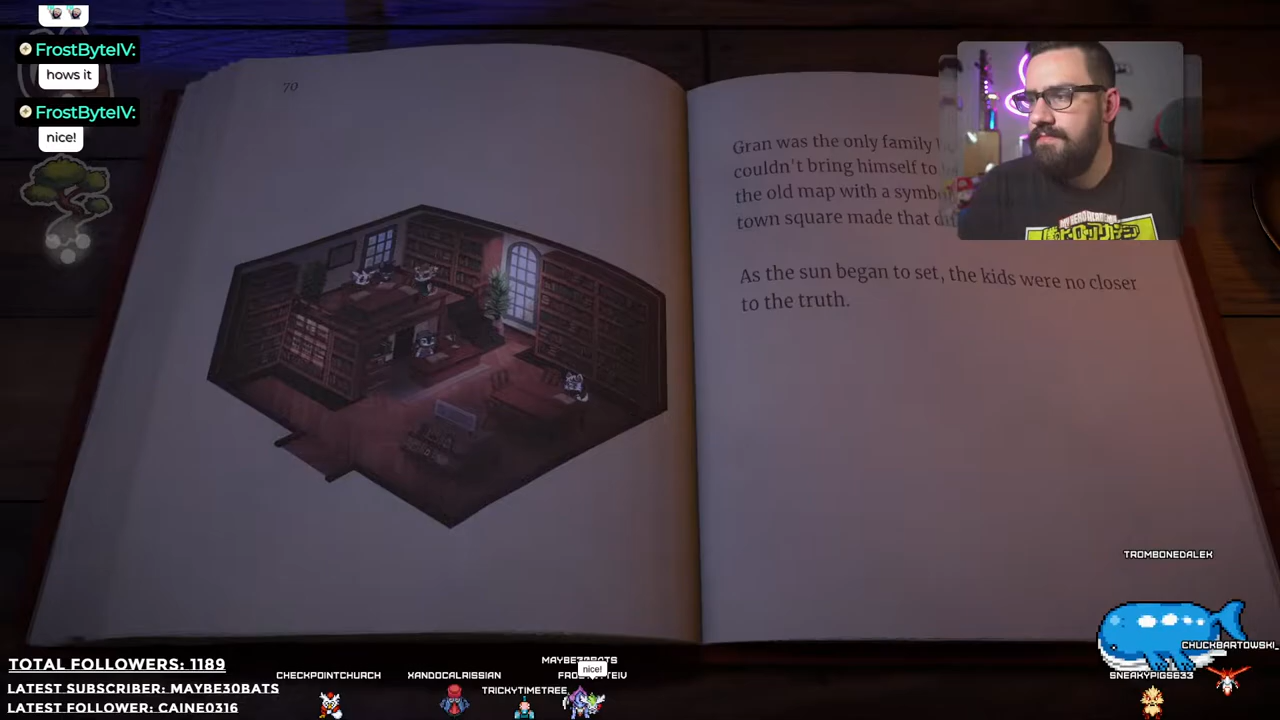 FrostByteIV:
hows it
FrostByteIV:
nice!
70
Gran was the only family
couldn't bring himself to
the old map with a
town square made that
As the sun began to set, the kids were no closer
to the truth.
TROMBONEDALEK
CHUCKBARTOWSKI_
SNEAKYPIGS633
MAYBE30BATS
nice!
CHECKPOINTCHURCH
XANDOCALRISSIAN
TRICKYTIMETREE
TOTAL FOLLOWERS: 1189
LATEST SUBSCRIBER: MAYBE30BATS
LATEST FOLLOWER: CAINE0316